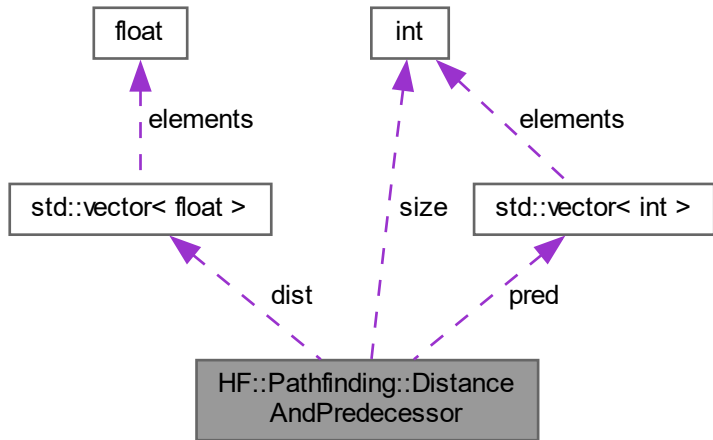 float
int
elements
elements
std::vector< float >
size
std::vector< int >
dist
pred
HF::Pathfinding::Distance
AndPredecessor